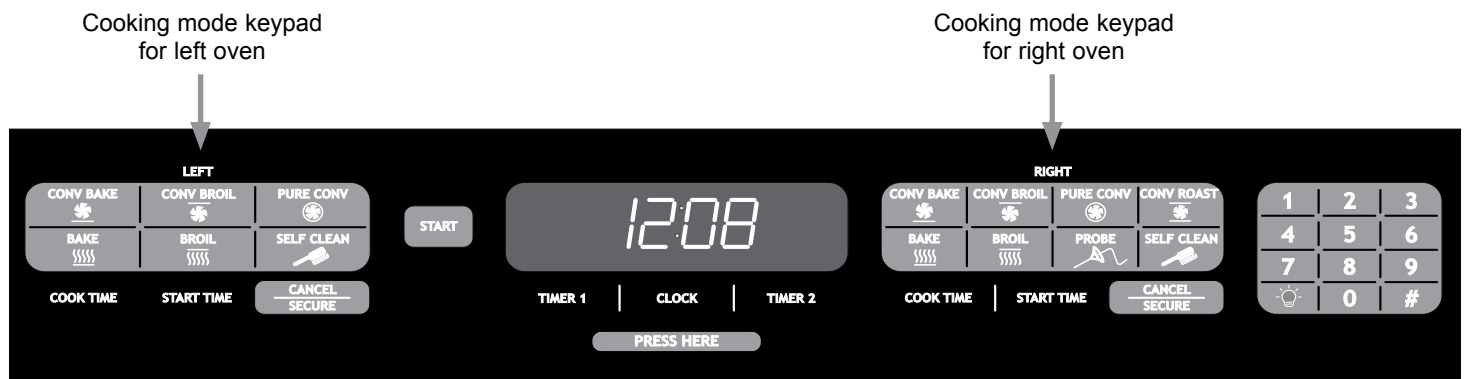 Cooking mode keypad
for left oven
Cooking mode keypad
for right oven
LEFT
CONV BAKE CONV BROIL PURE CONV
BAKE BROIL SELF CLEAN
COOK TIME START TIME CANCEL
SECURE
START
12:08
TIMER 1 CLOCK TIMER 2
PRESS HERE
RIGHT
CONV BAKE CONV BROIL PURE CONV CONV ROAST
BAKE BROIL PROBE SELF CLEAN
COOK TIME START TIME CANCEL
SECURE
1 2 3
4 5 6
7 8 9
0 #